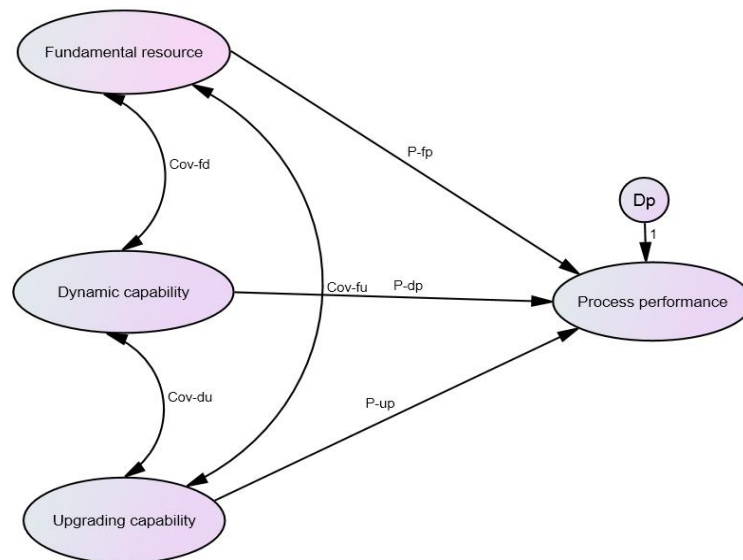 Fundamental resource
P-fp
Cov-fd
Dp
1
Dynamic capability
P-dp
Cov-fu
Process performance
Cov-du
P-up
Upgrading capability